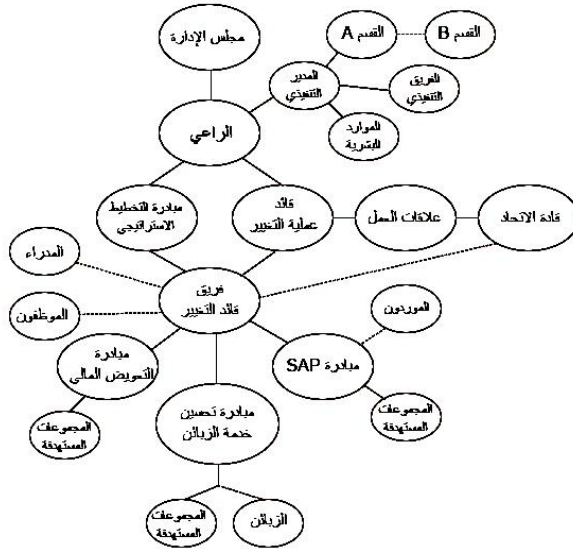 القسم B
القسم A
مجلس الإدارة
الفريق
التنفيذي
المدير
التنفيذي
الراعي
الموارد
البشرية
قادة الاتحاد
علاقات العمل
قائد
عملية التغيير
مبادرة التخطيط
الاستراتيجي
المدراء
فريق
قائد التغيير
الموردون
الموظفون
مبادرة SAP
مبادرة
التعويض المالي
المجموعات
المستهدفة
مبادرة تحسين
خدمة الزبائن
المجموعات
المستهدفة
الزبائن
المجموعات
المستهدفة